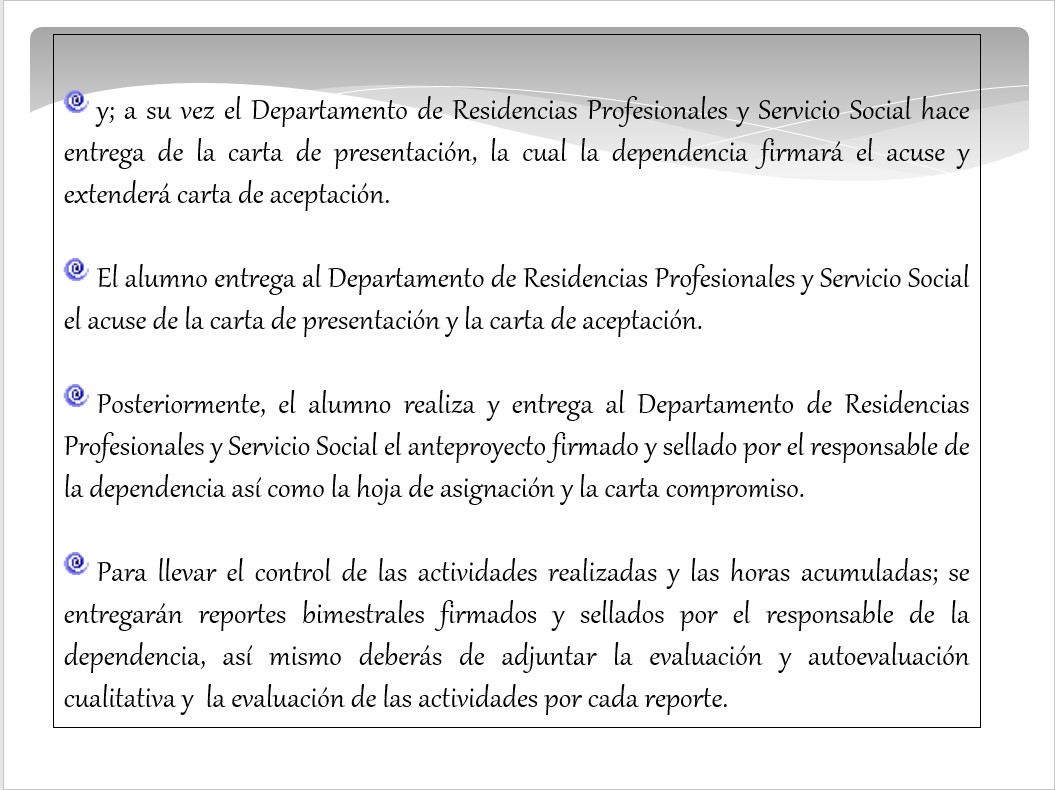 y; a su vez el Departamento de Residencias Profesionales y Servicio Social hace
entrega de la carta de presentación, la cual la dependencia firmará el acuse y
extenderá carta de aceptación.
El alumno entrega al Departamento de Residencias Profesionales y Servicio Social
el acuse de la carta de presentación y la carta de aceptación.
Posteriormente, el alumno realiza y entrega al Departamento de Residencias
Profesionales y Servicio Social el anteproyecto firmado y sellado por el responsable de
la dependencia así como la hoja de asignación y la carta compromiso.
Para llevar el control de las actividades realizadas y las horas acumuladas; se
entregarán reportes bimestrales firmados y sellados por el responsable de la
dependencia, así mismo deberás de adjuntar la evaluación y autoevaluación
cualitativa y  la evaluación de las actividades por cada reporte.